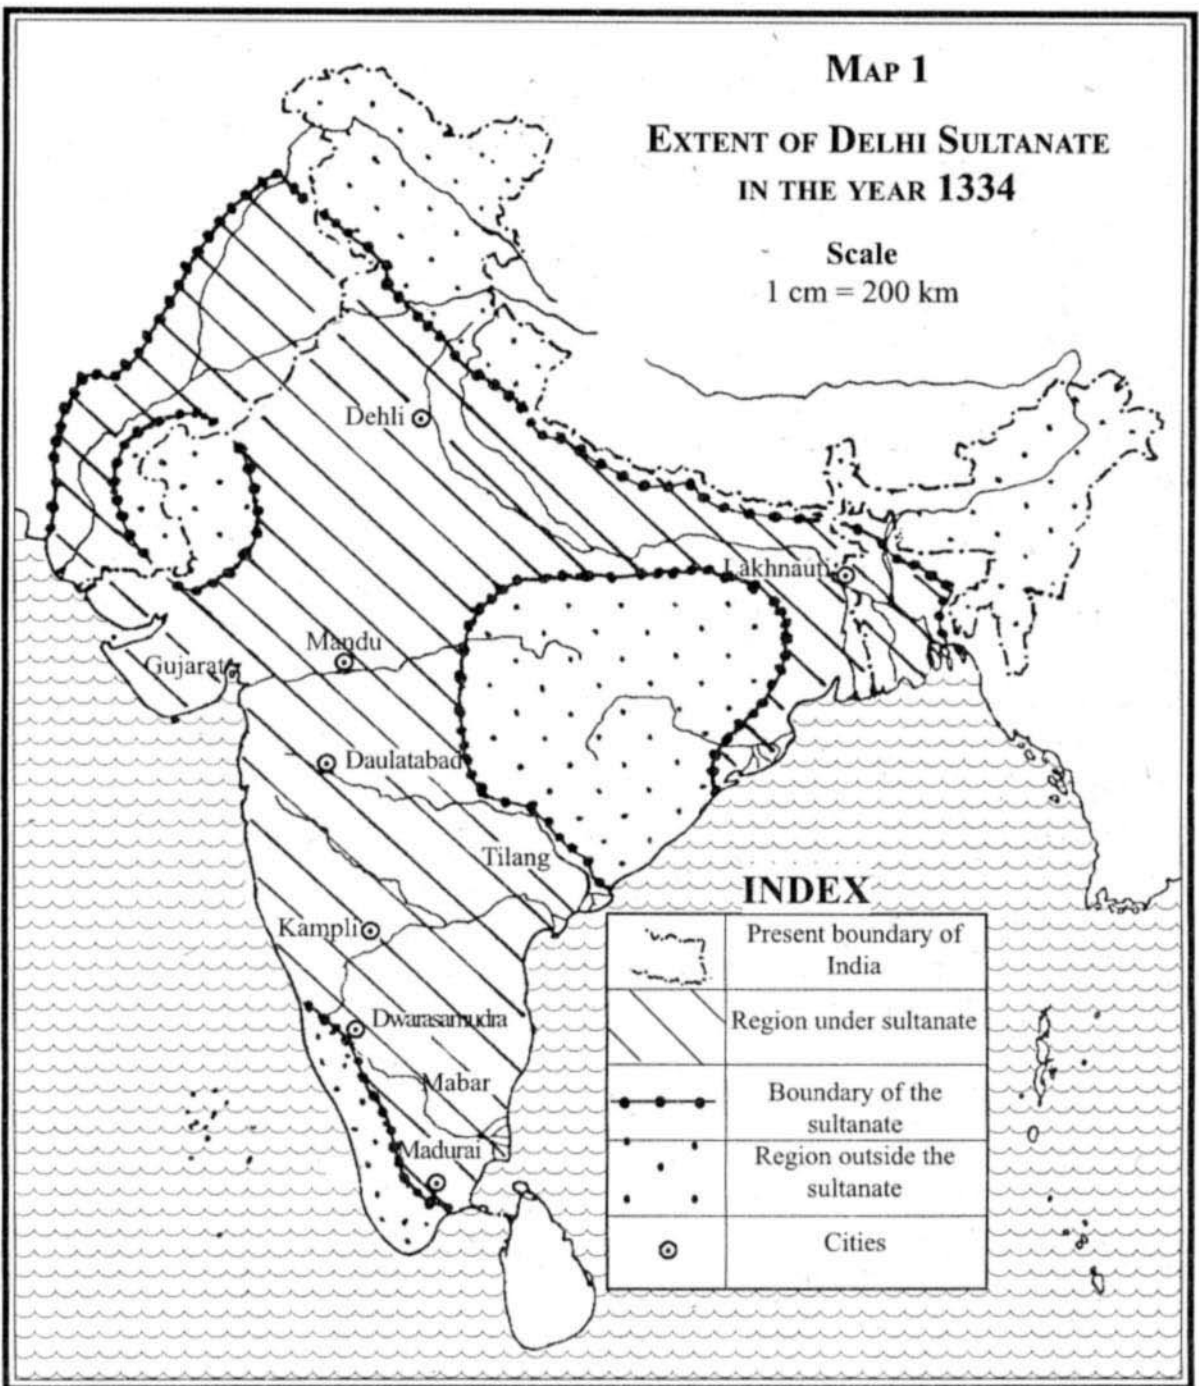 MAP 1
EXTENT OF DELHI SULTANATE
IN THE YEAR 1334
Scale
1 cm = 200 km
Dehli
Lakhnauti
Mandu
Gujarat
Daulatabad
Tilang
Kampli
Dwarasamudra
Mabar
Madurai
INDEX
Present boundary of
India
Region under sultanate
Boundary of the
sultanate
Region outside the
sultanate
Cities